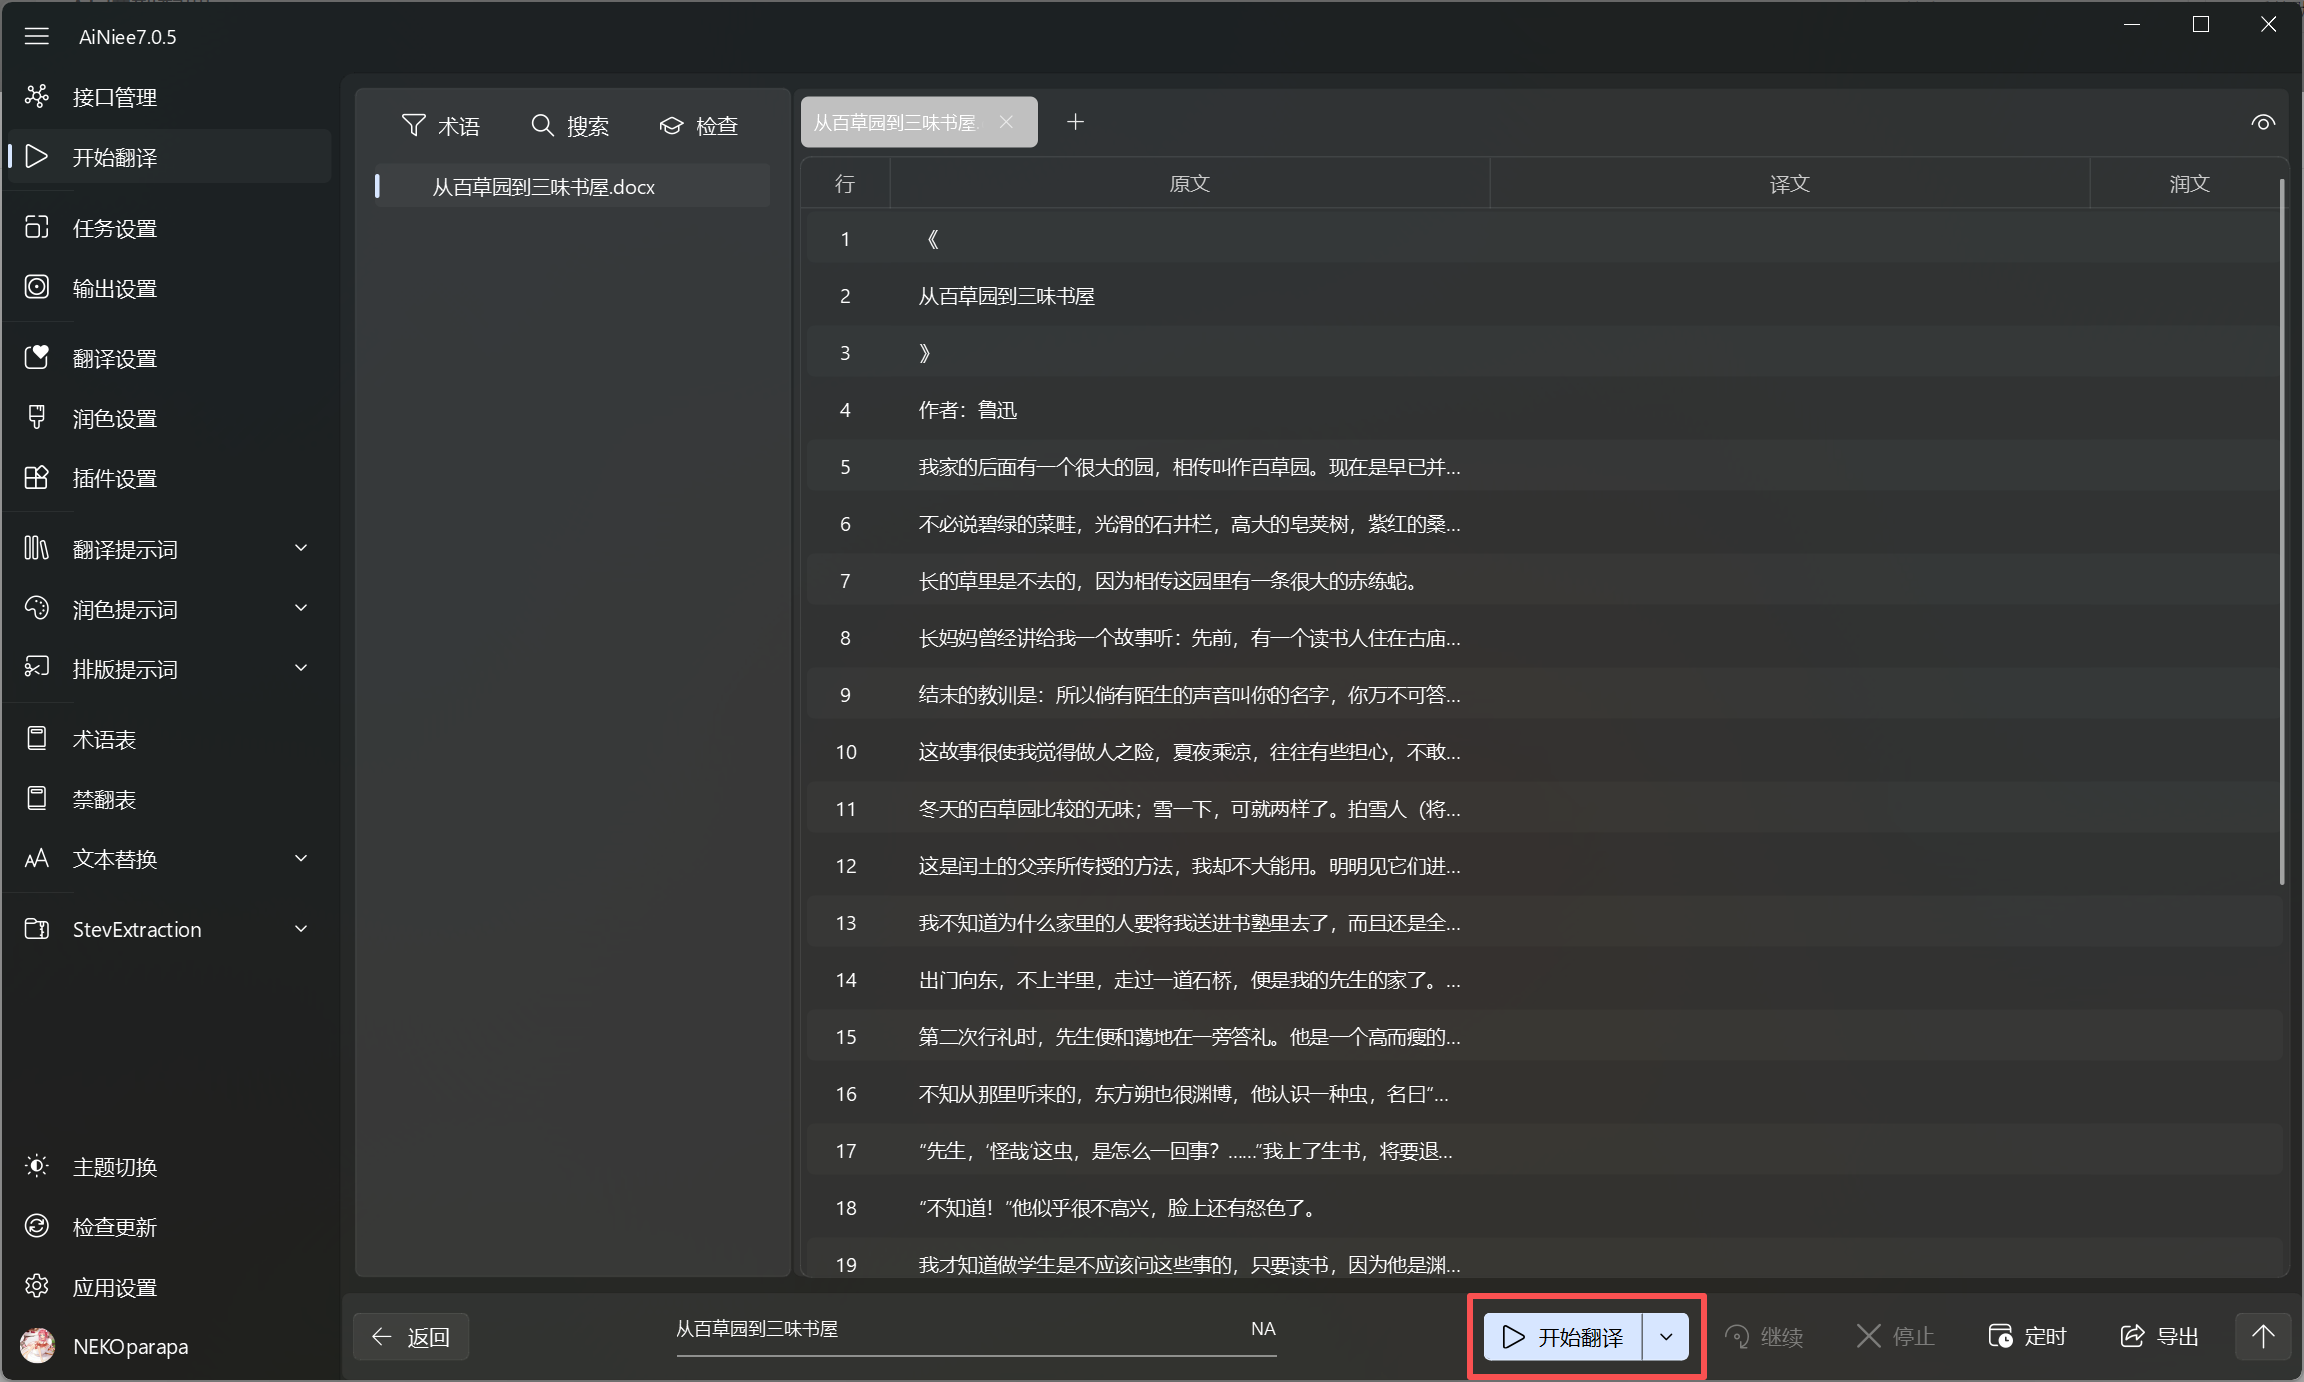 AiNiee7.0.5
接口管理
开始翻译
任务设置
输出设置
翻译设置
润色设置
插件设置
翻译提示词
润色提示词
排版提示词
术语表
禁翻表
文本替换
StevExtraction
主题切换
检查更新
应用设置
NEKOparapa
术语 搜索 检查
从百草园到三味书屋.docx
从百草园到三味书屋.
行 原文 译文 润文
1 《
2 从百草园到三味书屋
3 》
4 作者：鲁迅
5 我家的后面有一个很大的园，相传叫作百草园。现在是早已并...
6 不必说碧绿的菜畦，光滑的石井栏，高大的皂荚树，紫红的桑...
7 长的草里是不去的，因为相传这园里有一条很大的赤练蛇。
8 长妈妈曾经讲给我一个故事听：先前，有一个读书人住在古庙...
9 结末的教训是：所以倘有陌生的声音叫你的名字，你万不可答...
10 这故事很使我觉得做人之险，夏夜乘凉，往往有些担心，不敢...
11 冬天的百草园比较的无味；雪一下，可就两样了。拍雪人（将...
12 这是闰土的父亲所传授的方法，我却不大能用。明明见它们进...
13 我不知道为什么家里的人要将我送进书塾里去了，而且还是全...
14 出门向东，不上半里，走过一道石桥，便是我的先生的家了。...
15 第二次行礼时，先生便和蔼地在一旁答礼。他是一个高而瘦的...
16 不知从那里听来的，东方朔也很渊博，他认识一种虫，名曰“...
17 “先生，‘怪哉’这虫，是怎么一回事？……”我上了生书，将要退...
18 “不知道！”他似乎很不高兴，脸上还有怒色了。
19 我才知道做学生是不应该问这些事的，只要读书，因为他是渊...
返回
从百草园到三味书屋 NA
开始翻译 继续 停止 定时 导出